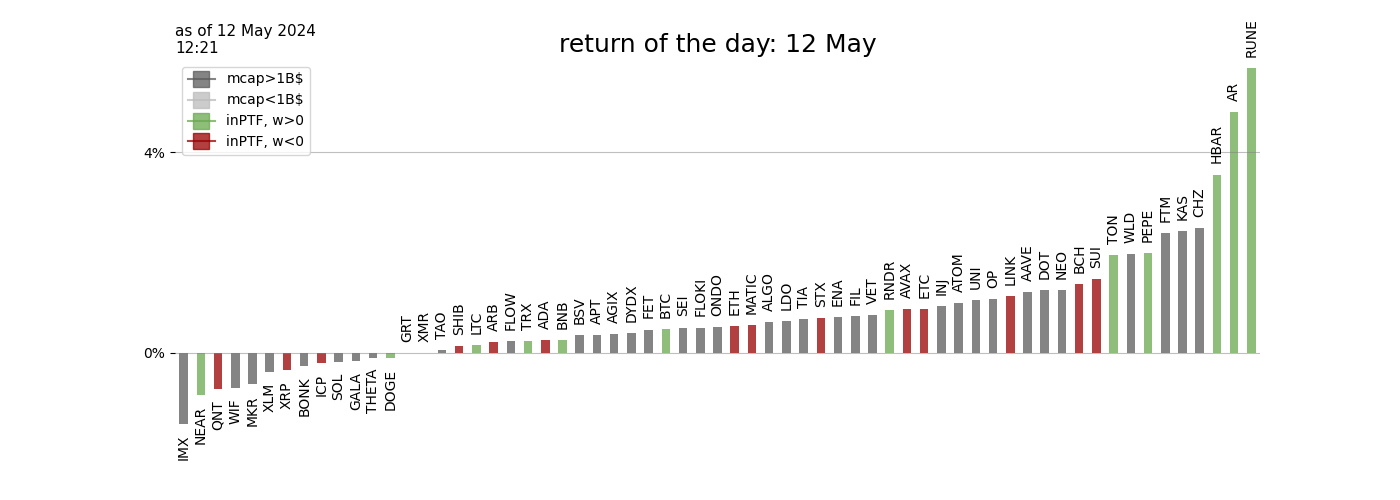 as of 12 May 2024
12:21
return of the day: 12 May
mcap>1B$
mcap<1B$
inPTF, w>0
inPTF, w<0
4%
0%
IMX
NEAR
QNT
WIF
MKR
XLM
XRP
BONK
ICP
SOL
GALA
THETA
DOGE
GRT
XMR
TAO
SHIB
LTC
ARB
FLOW
TRX
ADA
BNB
BSV
APT
AGIX
DYDX
FET
BTC
SEI
FLOKI
ONDO
ETH
MATIC
ALGO
LDO
TIA
STX
ENA
FIL
VET
RNDR
AVAX
ETC
INJ
ATOM
UNI
OP
LINK
AAVE
DOT
NEO
BCH
SUI
TON
WLD
PEPE
FTM
KAS
CHZ
HBAR
AR
RUNE